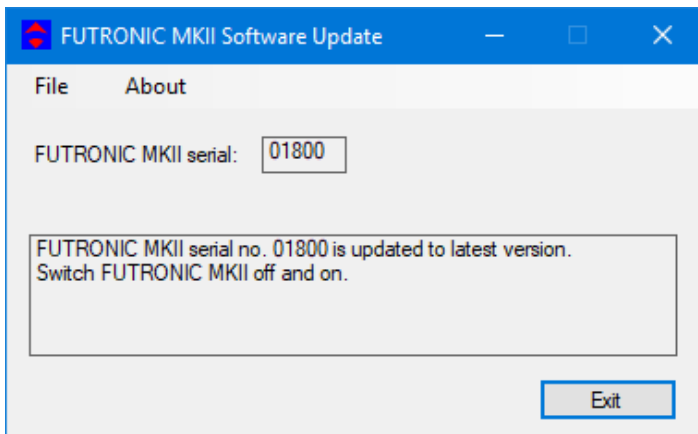 FUTRONIC MKII Software Update
File About
FUTRONIC MKII serial: 01800
FUTRONIC MKII serial no. 01800 is updated to latest version.
Switch FUTRONIC MKII off and on.
Exit